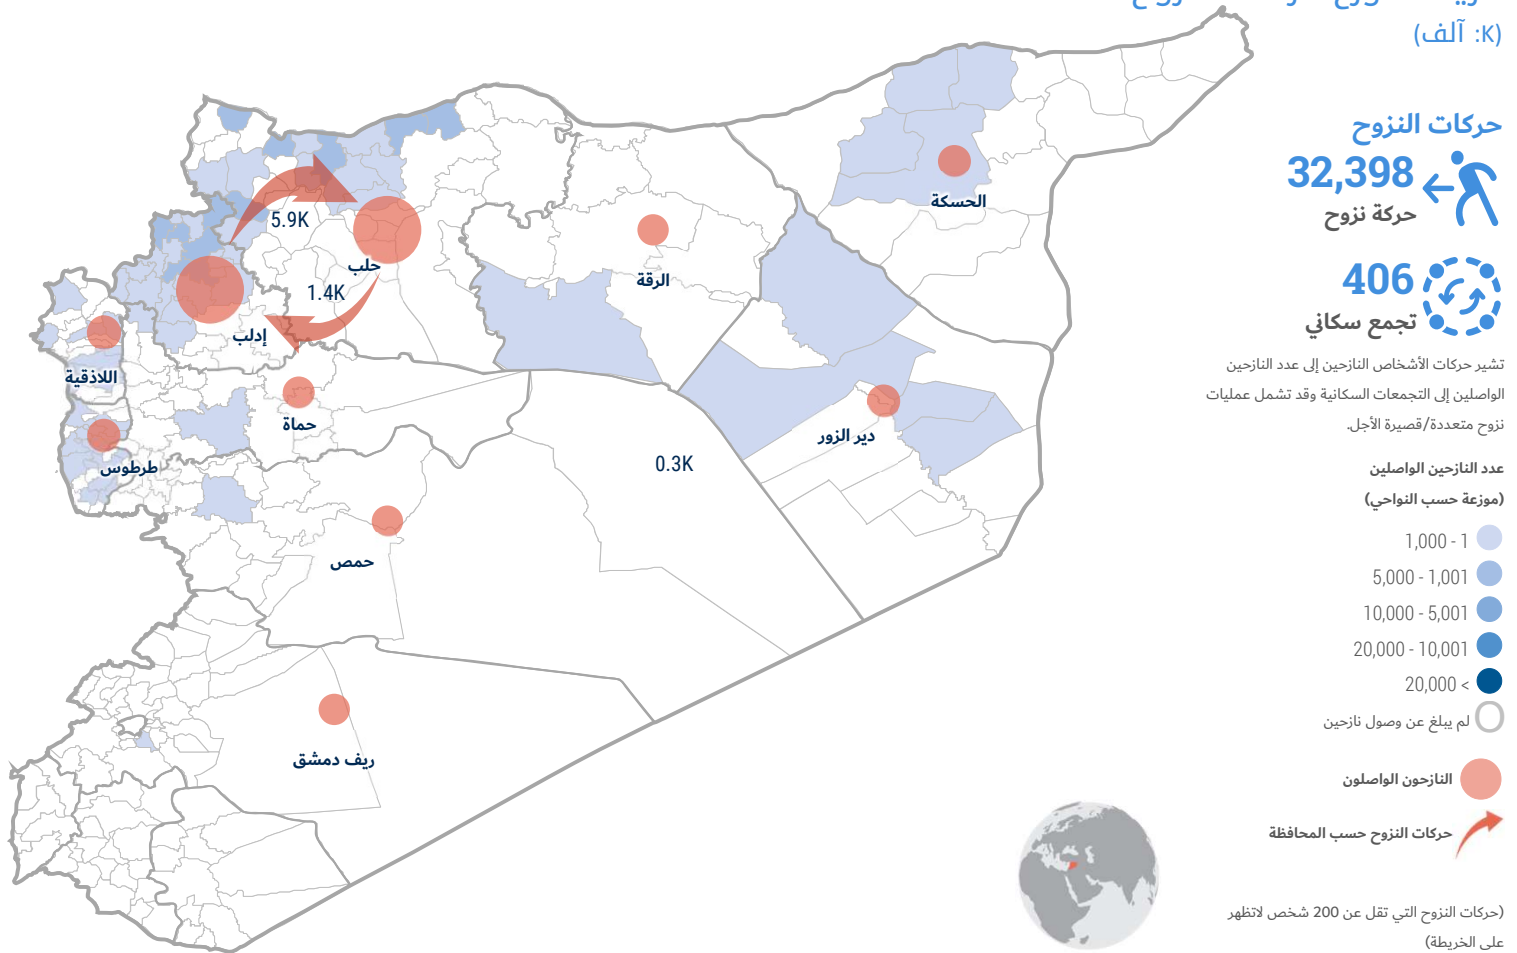 (K: آلف)
حركات النزوح
32,398
حركة نزوح
406
تجمع سكاني
تشير حركات الأشخاص النازحين إلى عدد النازحين
الواصلين إلى التجمعات السكانية وقد تشمل عمليات
نزوح متعددة/قصيرة الأجل.
عدد النازحين الواصلين
(موزعة حسب النواحي)
1,000 - 1
5,000 - 1,001
10,000 - 5,001
20,000 - 10,001
20,000 <
لم يبلغ عن وصول نازحين
النازحون الواصلون
حركات النزوح حسب المحافظة
(حركات النزوح التي تقل عن 200 شخص لاتظهر
على الخريطة)
الحسكة
5.9K
حلب
الرقة
1.4K
إدلب
اللاذقية
حماة
دير الزور
طرطوس
0.3K
حمص
ريف دمشق